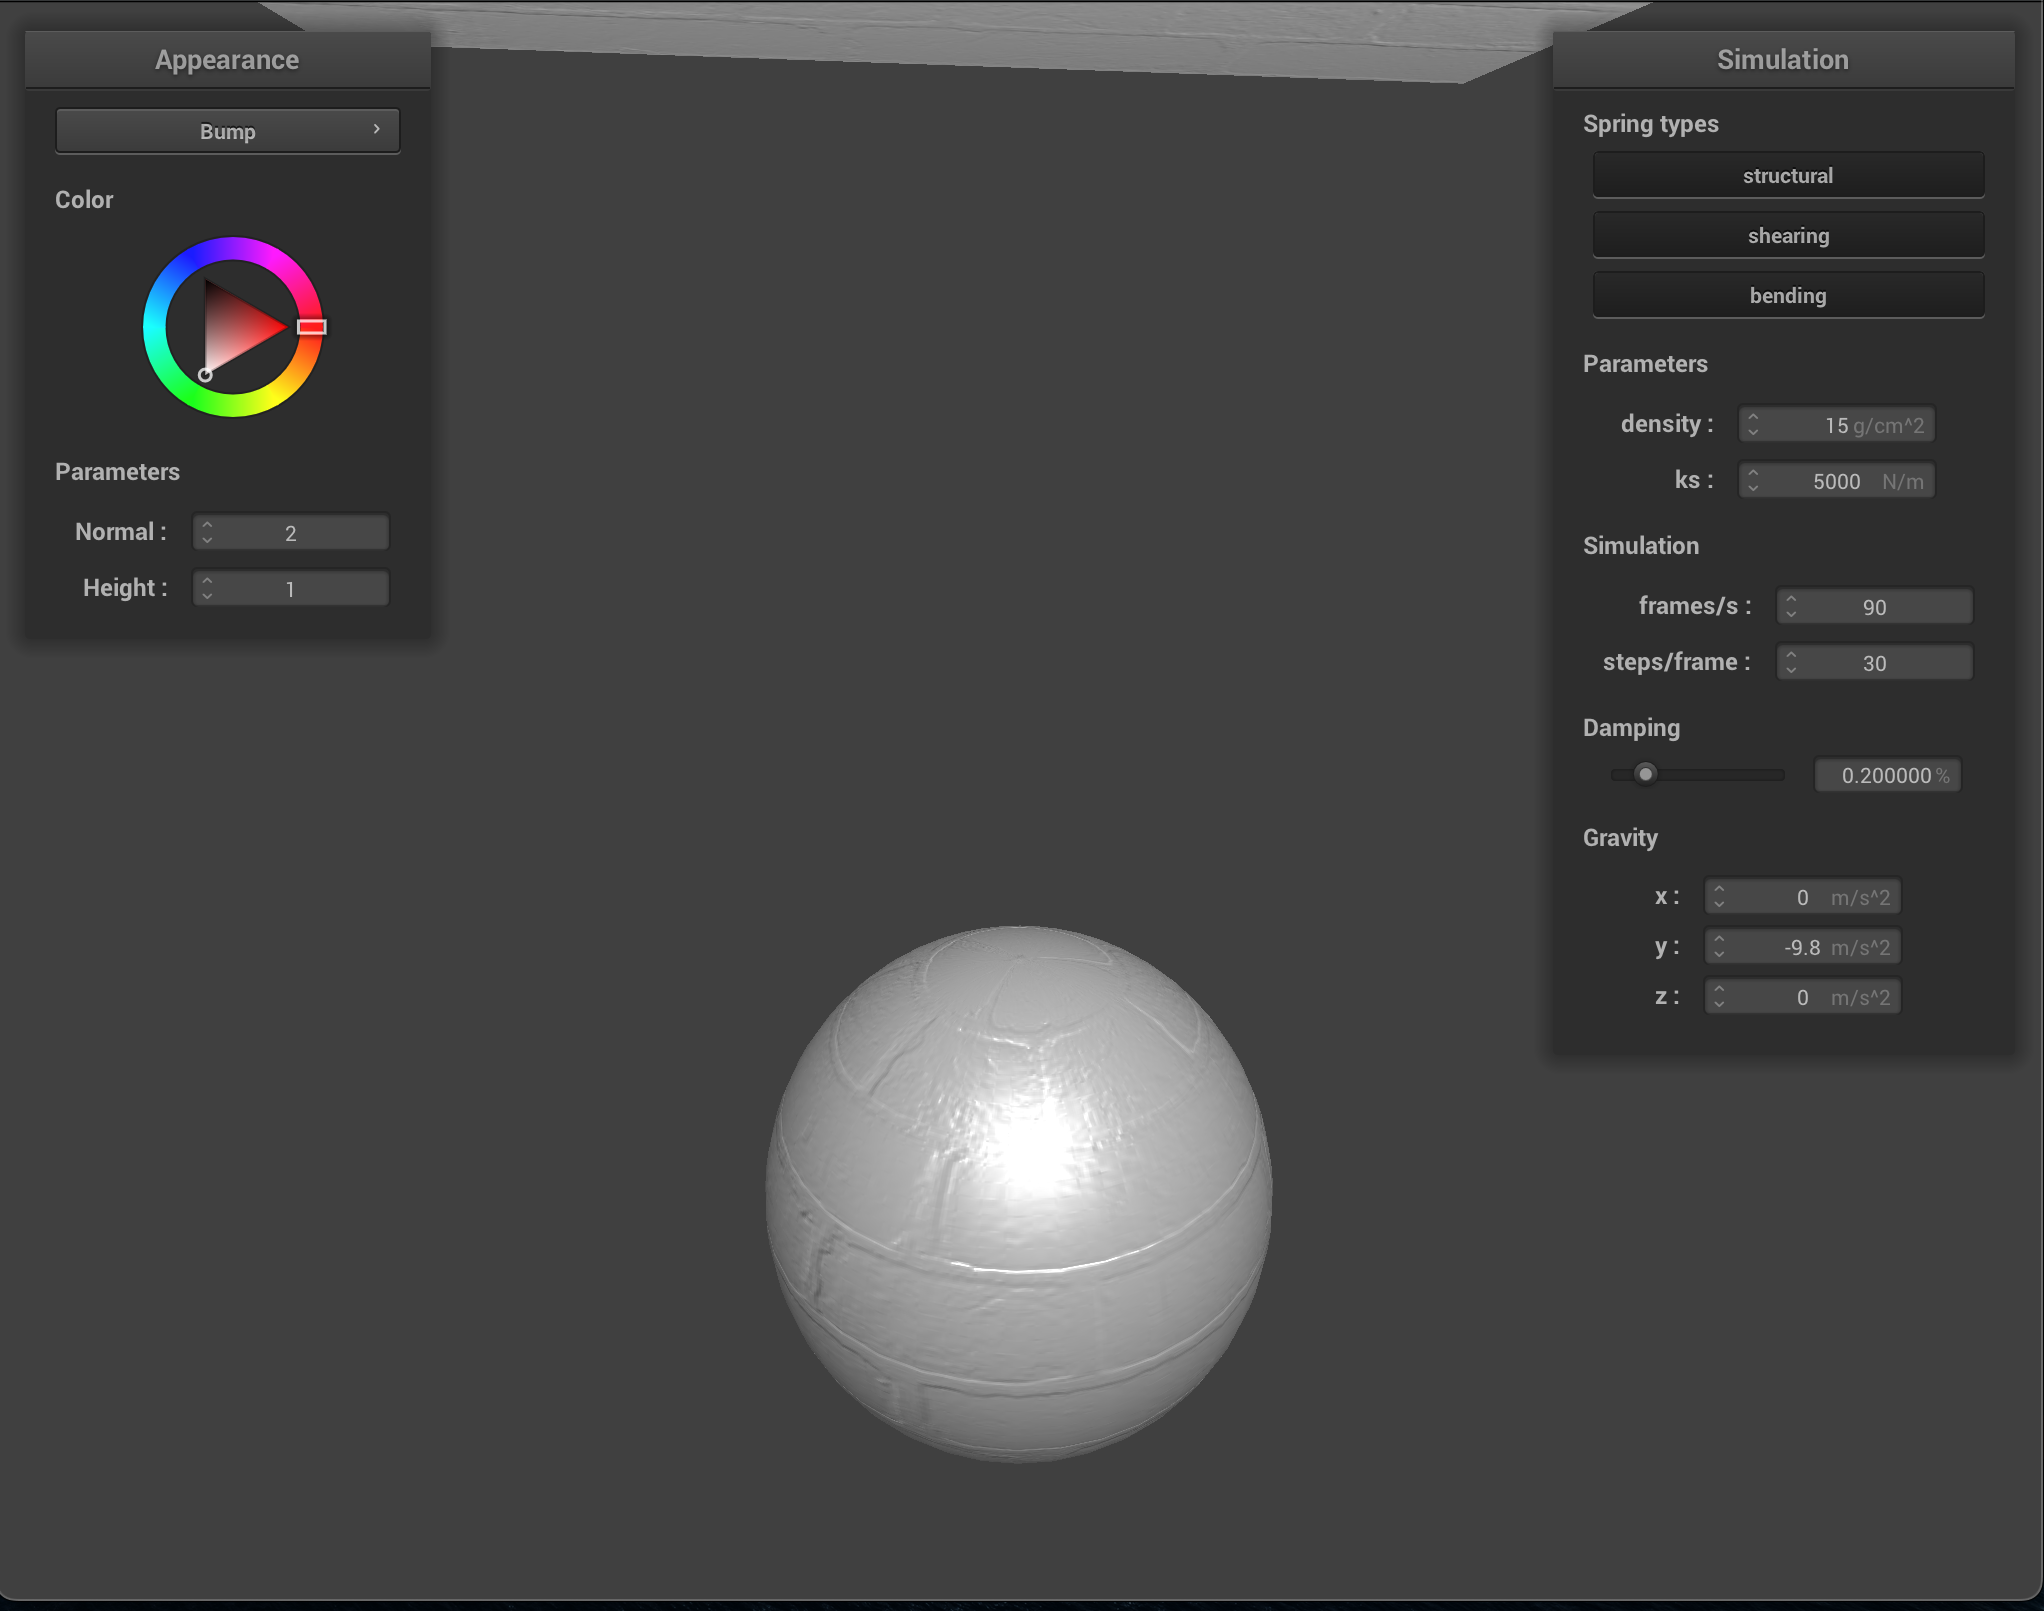 Appearance
Bump
Color
Parameters
Normal : 2
Height : 1
Simulation
Spring types
structural
shearing
bending
Parameters
density : 15 g/cm^2
ks : 5000 N/m
Simulation
frames/s : 90
steps/frame : 30
Damping
0.200000 %
Gravity
x : 0 m/s^2
y : -9.8 m/s^2
z : 0 m/s^2